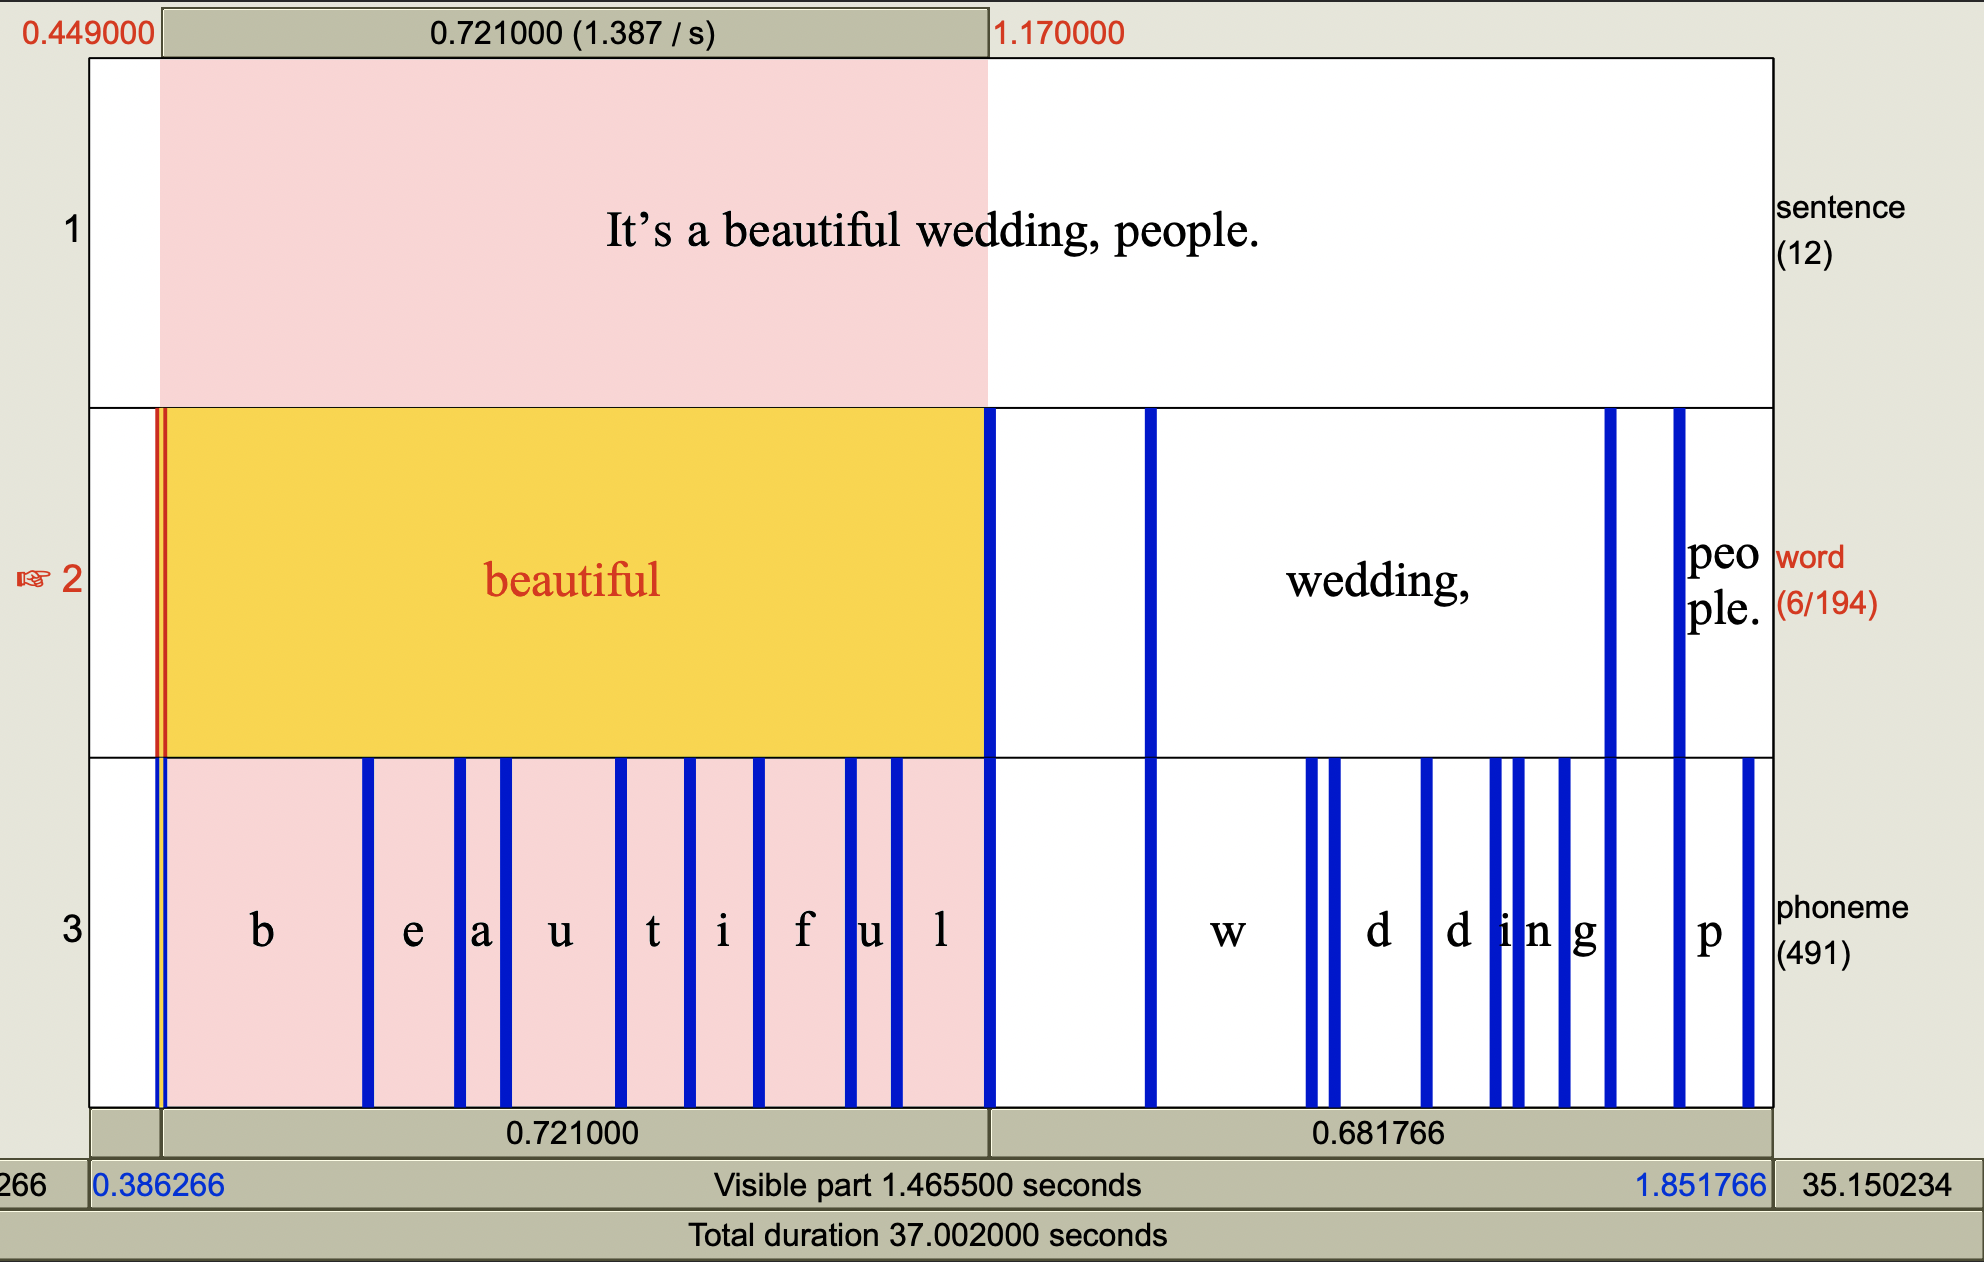 0.449000 0.721000 (1.387 / s) 1.170000
1 It’s a beautiful wedding, people. sentence
(12)
☞ 2 beautiful wedding, peo
ple. word
(6/194)
3 b e a u t i f u l w d d i n g p phoneme
(491)
0.721000 0.681766
266 0.386266 Visible part 1.465500 seconds 1.851766 35.150234
Total duration 37.002000 seconds